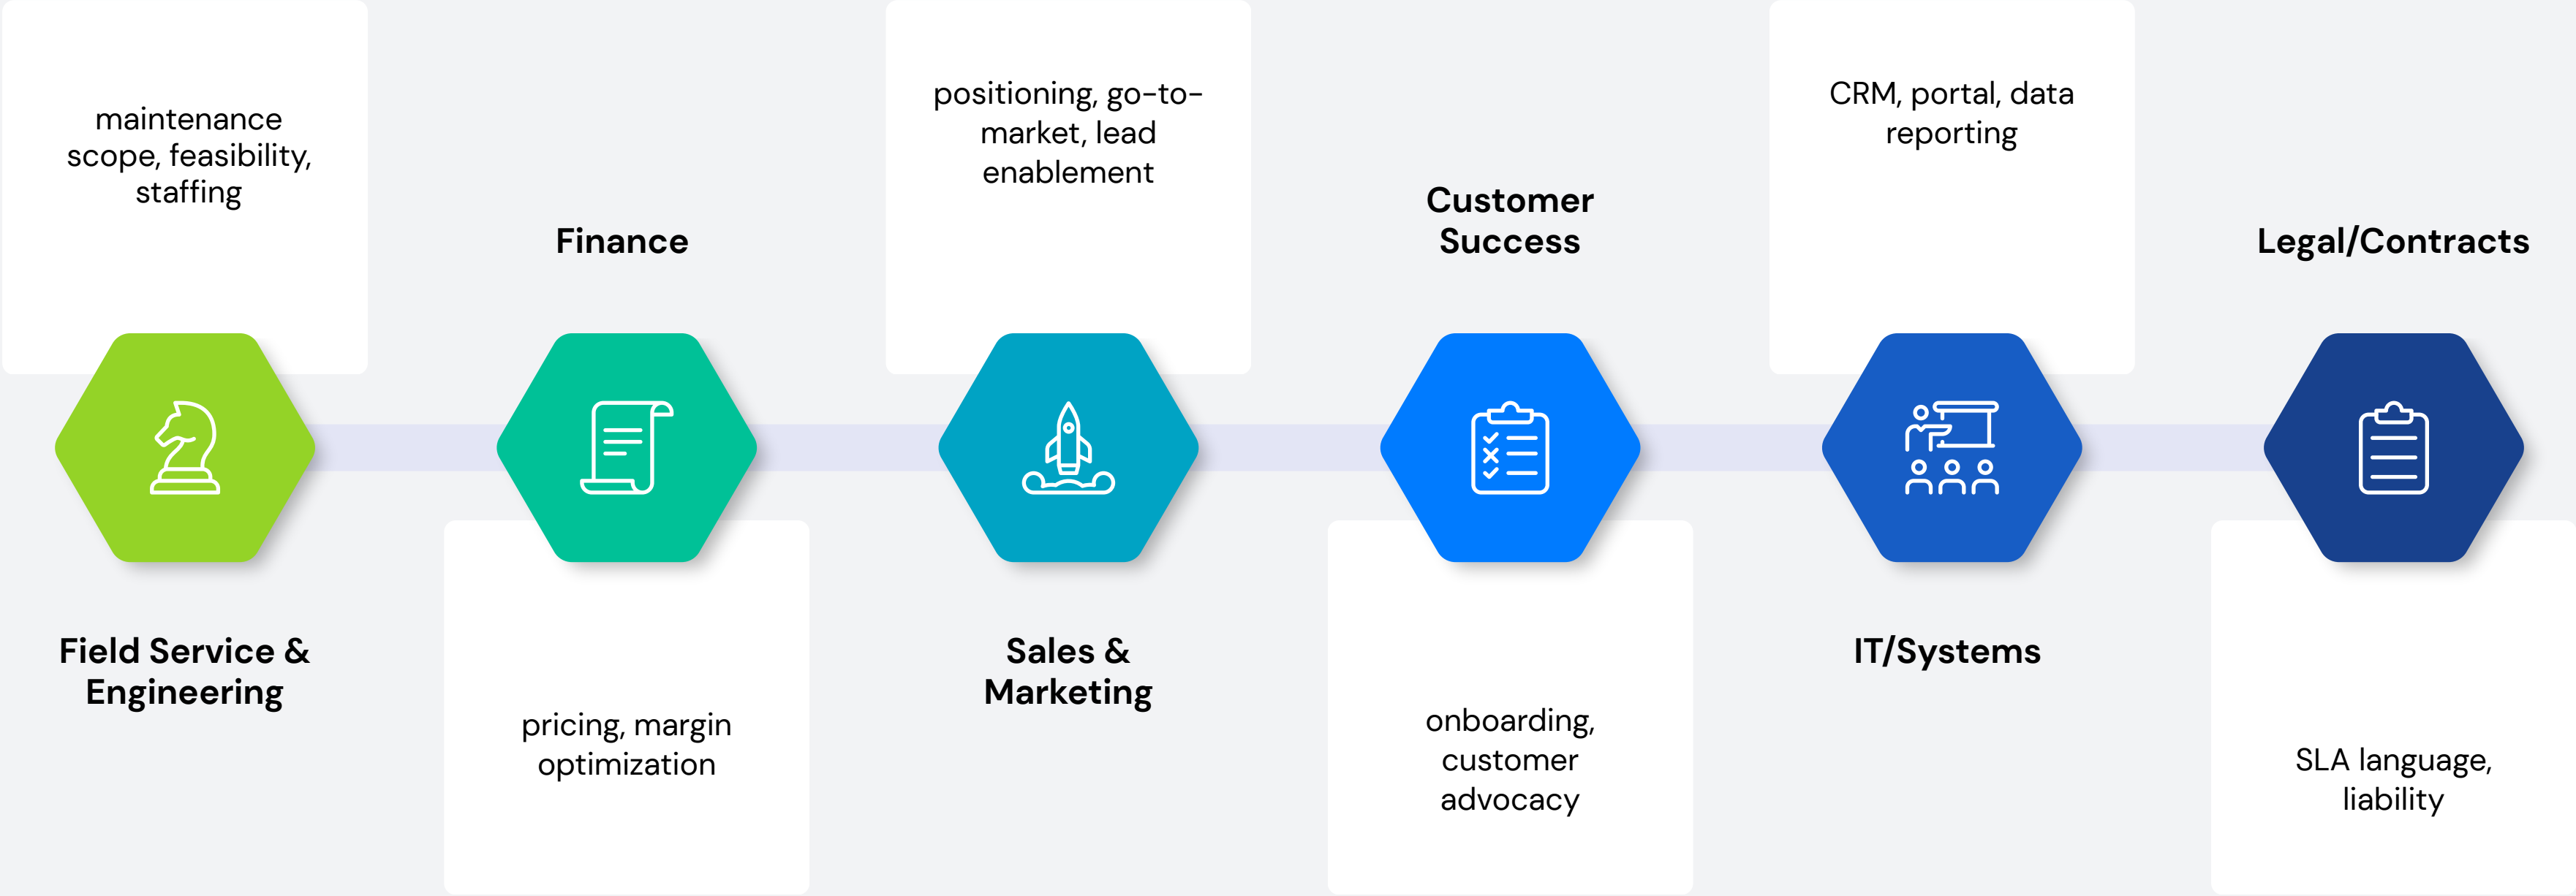 maintenance
scope, feasibility,
staffing
Field Service &
Engineering
Finance
pricing, margin
optimization
positioning, go-to-
market, lead
enablement
Sales &
Marketing
Customer
Success
onboarding,
customer
advocacy
CRM, portal, data
reporting
IT/Systems
Legal/Contracts
SLA language,
liability